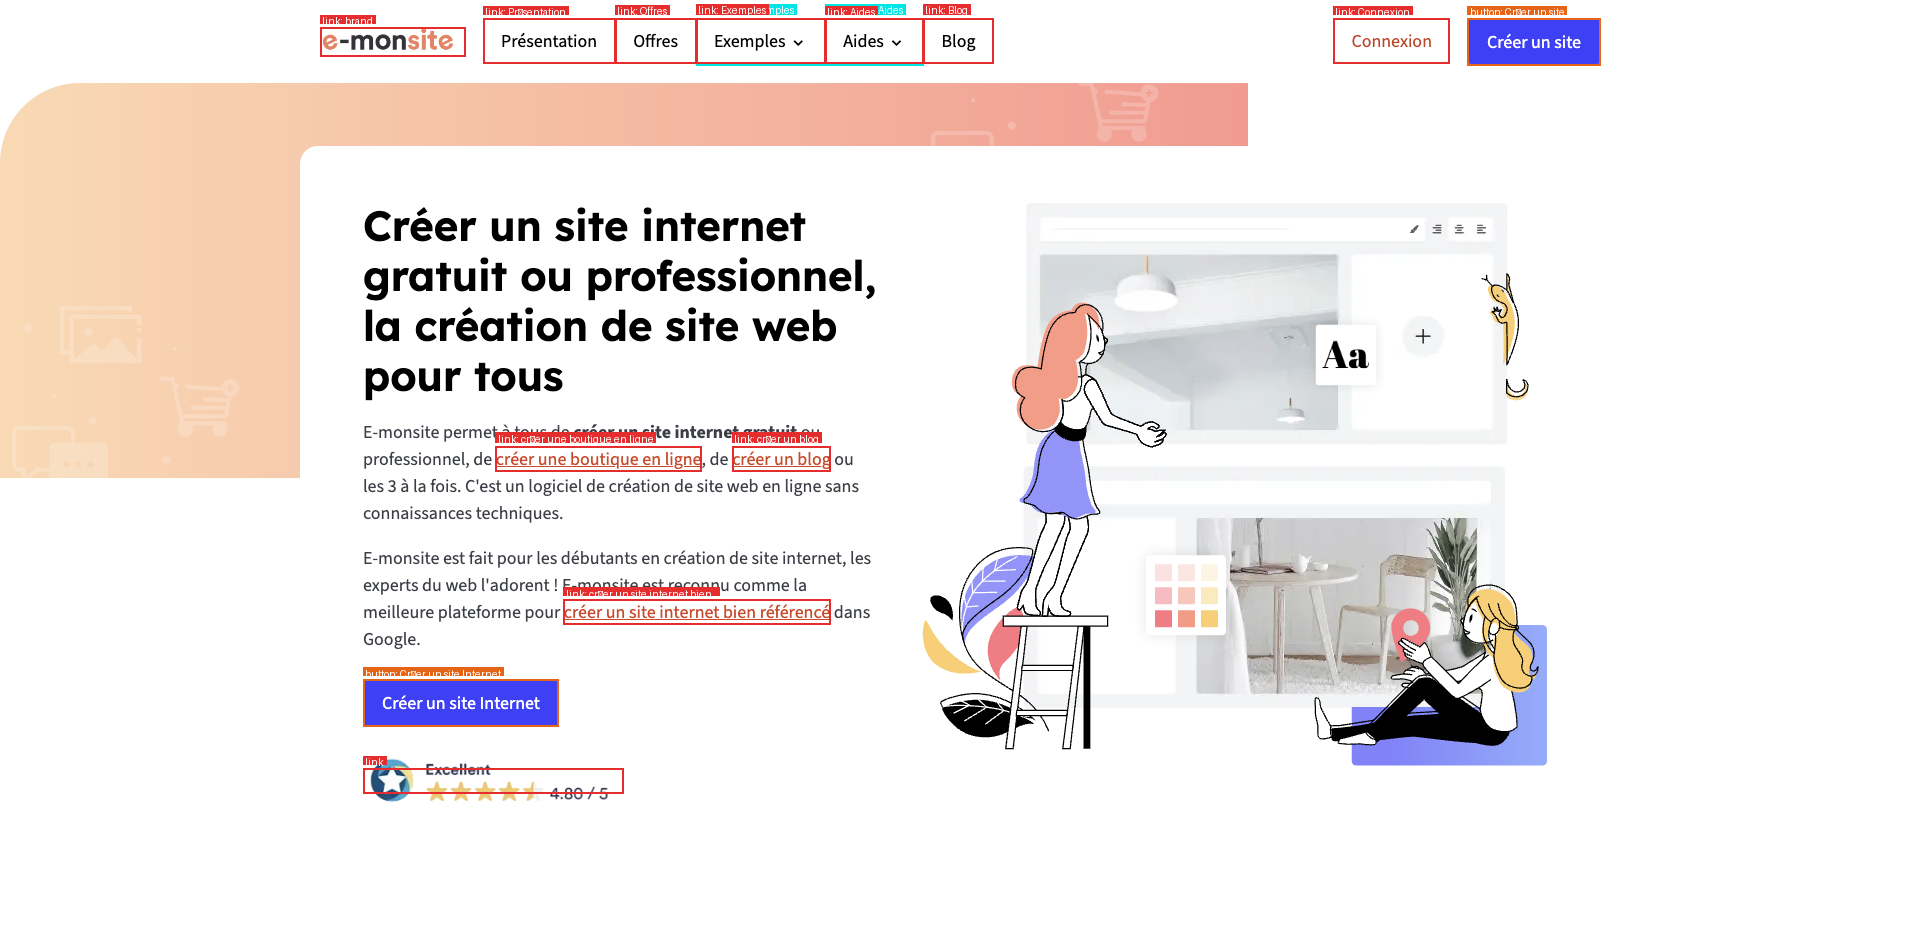 link: brand
e-monsite
link: Présentation
Présentation
link: Offres
Offres
link: Exemples
Exemples
link: Aides
Aides
Aides
link: Blog
Blog
link: Connexion
Connexion
button: Créer un site
Créer un site
Créer un site internet
gratuit ou professionnel,
la création de site web
pour tous
E-monsite permet à tous de créer un site internet gratuit ou
link: créer une boutique en ligne
link: créer un blog
professionnel, de créer une boutique en ligne, de créer un blog ou
les 3 à la fois. C'est un logiciel de création de site web en ligne sans
connaissances techniques.
E-monsite est fait pour les débutants en création de site internet, les
experts du web l'adorent ! E-monsite est reconnu comme la
link: créer un site internet bien
meilleure plateforme pour créer un site internet bien référencé dans
Google.
button: Créer un site Internet
Créer un site Internet
link
Excellent
4.80 / 5
Aa